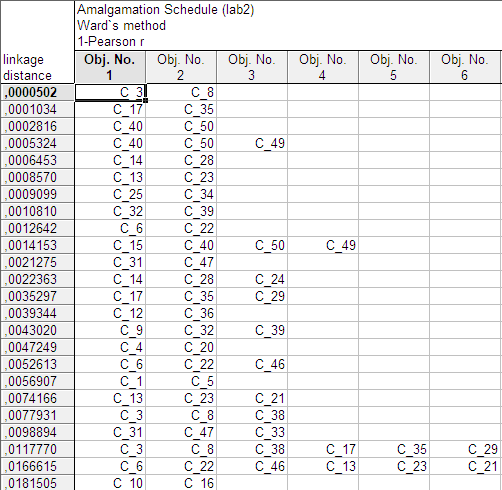 Amalgamation Schedule (lab2)
Ward`s method
1-Pearson r
linkage distance Obj. No. 1 Obj. No. 2 Obj. No. 3 Obj. No. 4 Obj. No. 5 Obj. No. 6
,0000502 C_3 C_8
,0001034 C_17 C_35
,0002816 C_40 C_50
,0005324 C_40 C_50 C_49
,0006453 C_14 C_28
,0008570 C_13 C_23
,0009099 C_25 C_34
,0010810 C_32 C_39
,0012642 C_6 C_22
,0014153 C_15 C_40 C_50 C_49
,0021275 C_31 C_47
,0022363 C_14 C_28 C_24
,0035297 C_17 C_35 C_29
,0039344 C_12 C_36
,0043020 C_9 C_32 C_39
,0047249 C_4 C_20
,0052613 C_6 C_22 C_46
,0056907 C_1 C_5
,0074166 C_13 C_23 C_21
,0077931 C_3 C_8 C_38
,0098894 C_31 C_47 C_33
,0117770 C_3 C_8 C_38 C_17 C_35 C_29
,0166615 C_6 C_22 C_46 C_13 C_23 C_21
,0181505 C_10 C_16